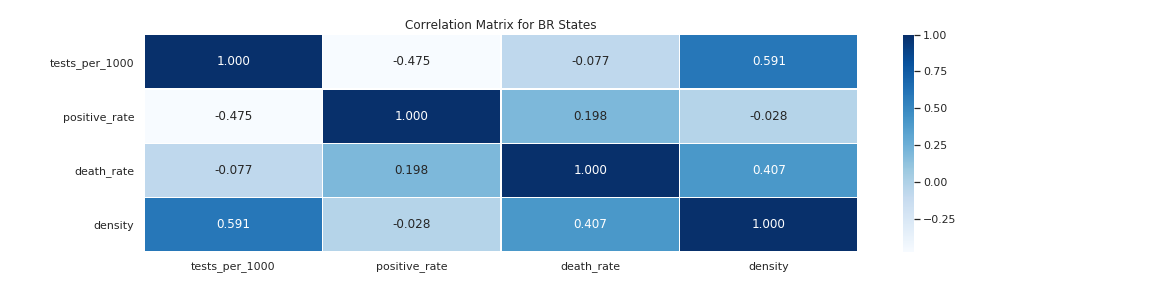 Correlation Matrix for BR States
tests_per_1000 1.000 -0.475 -0.077 0.591
positive_rate -0.475 1.000 0.198 -0.028
death_rate -0.077 0.198 1.000 0.407
density 0.591 -0.028 0.407 1.000
tests_per_1000 positive_rate death_rate density
1.00
0.75
0.50
0.25
0.00
−0.25